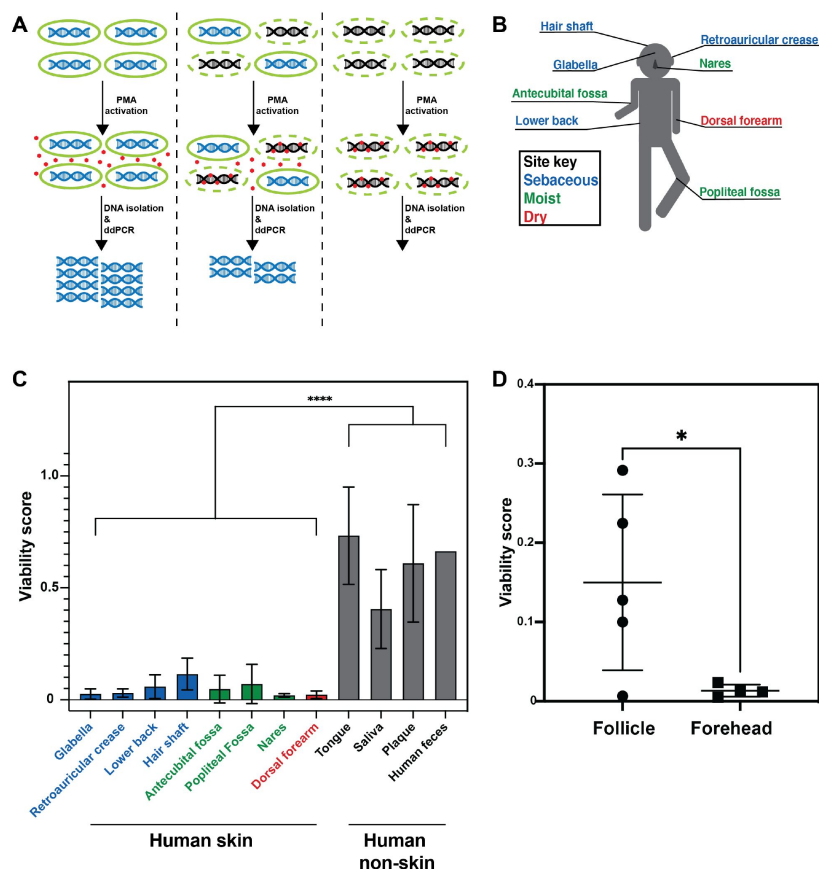 A
PMA
activation
PMA
activation
PMA
activation
DNA isolation
&
ddPCR
DNA isolation
&
ddPCR
DNA isolation
&
ddPCR
B
Hair shaft
Retroauricular crease
Glabella
Nares
Antecubital fossa
Lower back
Dorsal forearm
Popliteal fossa
Site key
Sebaceous
Moist
Dry
C
Viability score
1.0
0.5
0
****
Glabella
Retroauricular crease
Lower back
Hair shaft
Antecubital fossa
Popliteal Fossa
Nares
Dorsal forearm
Tongue
Saliva
Plaque
Human feces
Human skin
Human
non-skin
D
Viability score
0.4
0.3
0.2
0.1
0
*
Follicle
Forehead